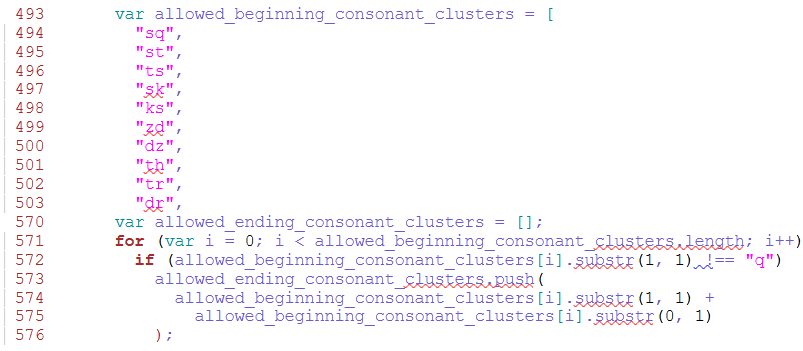 493 var allowed_beginning_consonant_clusters = [
494 "sq",
495 "st",
496 "ts",
497 "sk",
498 "ks",
499 "zd",
500 "dz",
501 "th",
502 "tr",
503 "dr",
570 var allowed_ending_consonant_clusters = [];
571 for (var i = 0; i < allowed_beginning_consonant_clusters.length; i++)
572 if (allowed_beginning_consonant_clusters[i].substr(1, 1) !== "q")
573 allowed_ending_consonant_clusters.push(
574 allowed_beginning_consonant_clusters[i].substr(1, 1) +
575 allowed_beginning_consonant_clusters[i].substr(0, 1)
576 );